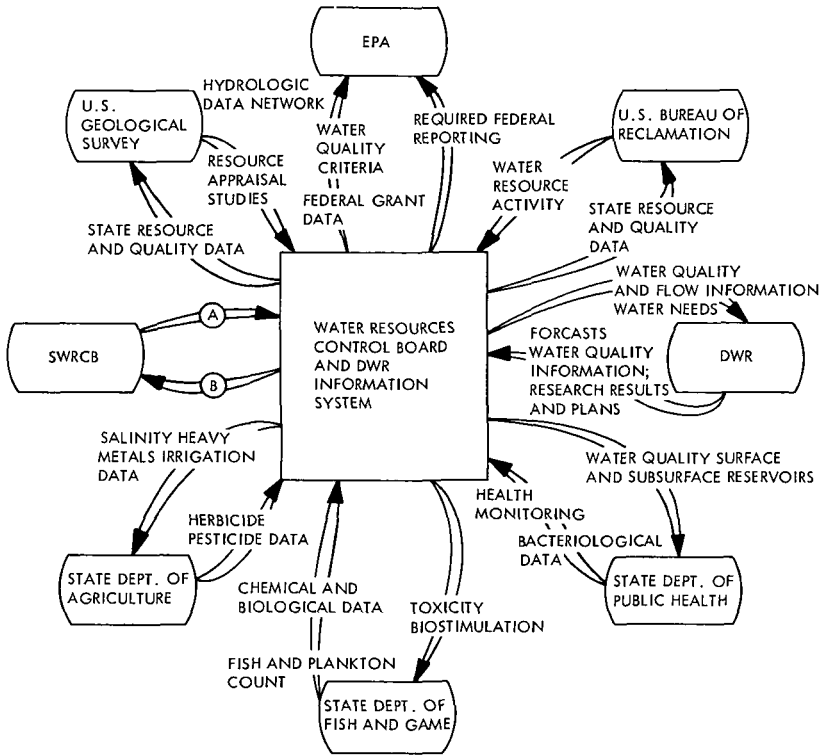 EPA
HYDROLOGIC
DATA NETWORK
U.S.
GEOLOGICAL
SURVEY
U.S. BUREAU OF
RECLAMATION
WATER
QUALITY
CRITERIA
REQUIRED FEDERAL
REPORTING
RESOURCE
APPRAISAL
STUDIES
WATER
RESOURCE
ACTIVITY
FEDERAL GRANT
DATA
STATE RESOURCE
AND QUALITY DATA
STATE RESOURCE
AND QUALITY
DATA
WATER QUALITY
AND FLOW INFORMATION
WATER NEEDS
A
SWRCB
B
WATER RESOURCES
CONTROL BOARD
AND DWR
INFORMATION
SYSTEM
FORCASTS
WATER QUALITY
INFORMATION;
RESEARCH RESULTS
AND PLANS
DWR
SALINITY HEAVY
METALS IRRIGATION
DATA
WATER QUALITY SURFACE
AND SUBSURFACE RESERVOIRS
HERBICIDE
PESTICIDE DATA
HEALTH
MONITORING
BACTERIOLOGICAL
DATA
STATE DEPT. OF
AGRICULTURE
CHEMICAL AND
BIOLOGICAL DATA
TOXICITY
BIOSTIMULATION
STATE DEPT. OF
PUBLIC HEALTH
FISH AND PLANKTON
COUNT
STATE DEPT. OF
FISH AND GAME